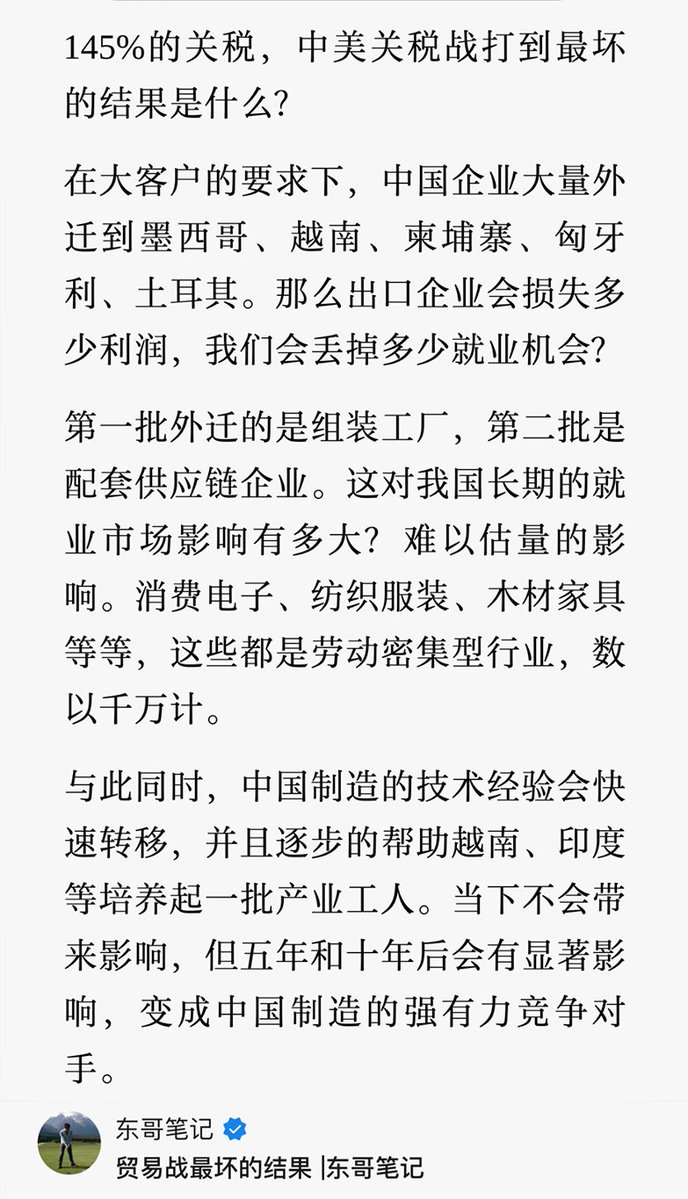 145%的关税，中美关税战打到最坏
的结果是什么？
在大客户的要求下，中国企业大量外
迁到墨西哥、越南、柬埔寨、匈牙
利、土耳其。那么出口企业会损失多
少利润，我们会丢掉多少就业机会？
第一批外迁的是组装工厂，第二批是
配套供应链企业。这对我国长期的就
业市场影响有多大？难以估量的影
响。消费电子、纺织服装、木材家具
等等，这些都是劳动密集型行业，数
以千万计。
与此同时，中国制造的技术经验会快
速转移，并且逐步的帮助越南、印度
等培养起一批产业工人。当下不会带
来影响，但五年和十年后会有显著影
响，变成中国制造的强有力竞争对
手。
东哥笔记
贸易战最坏的结果 |东哥笔记